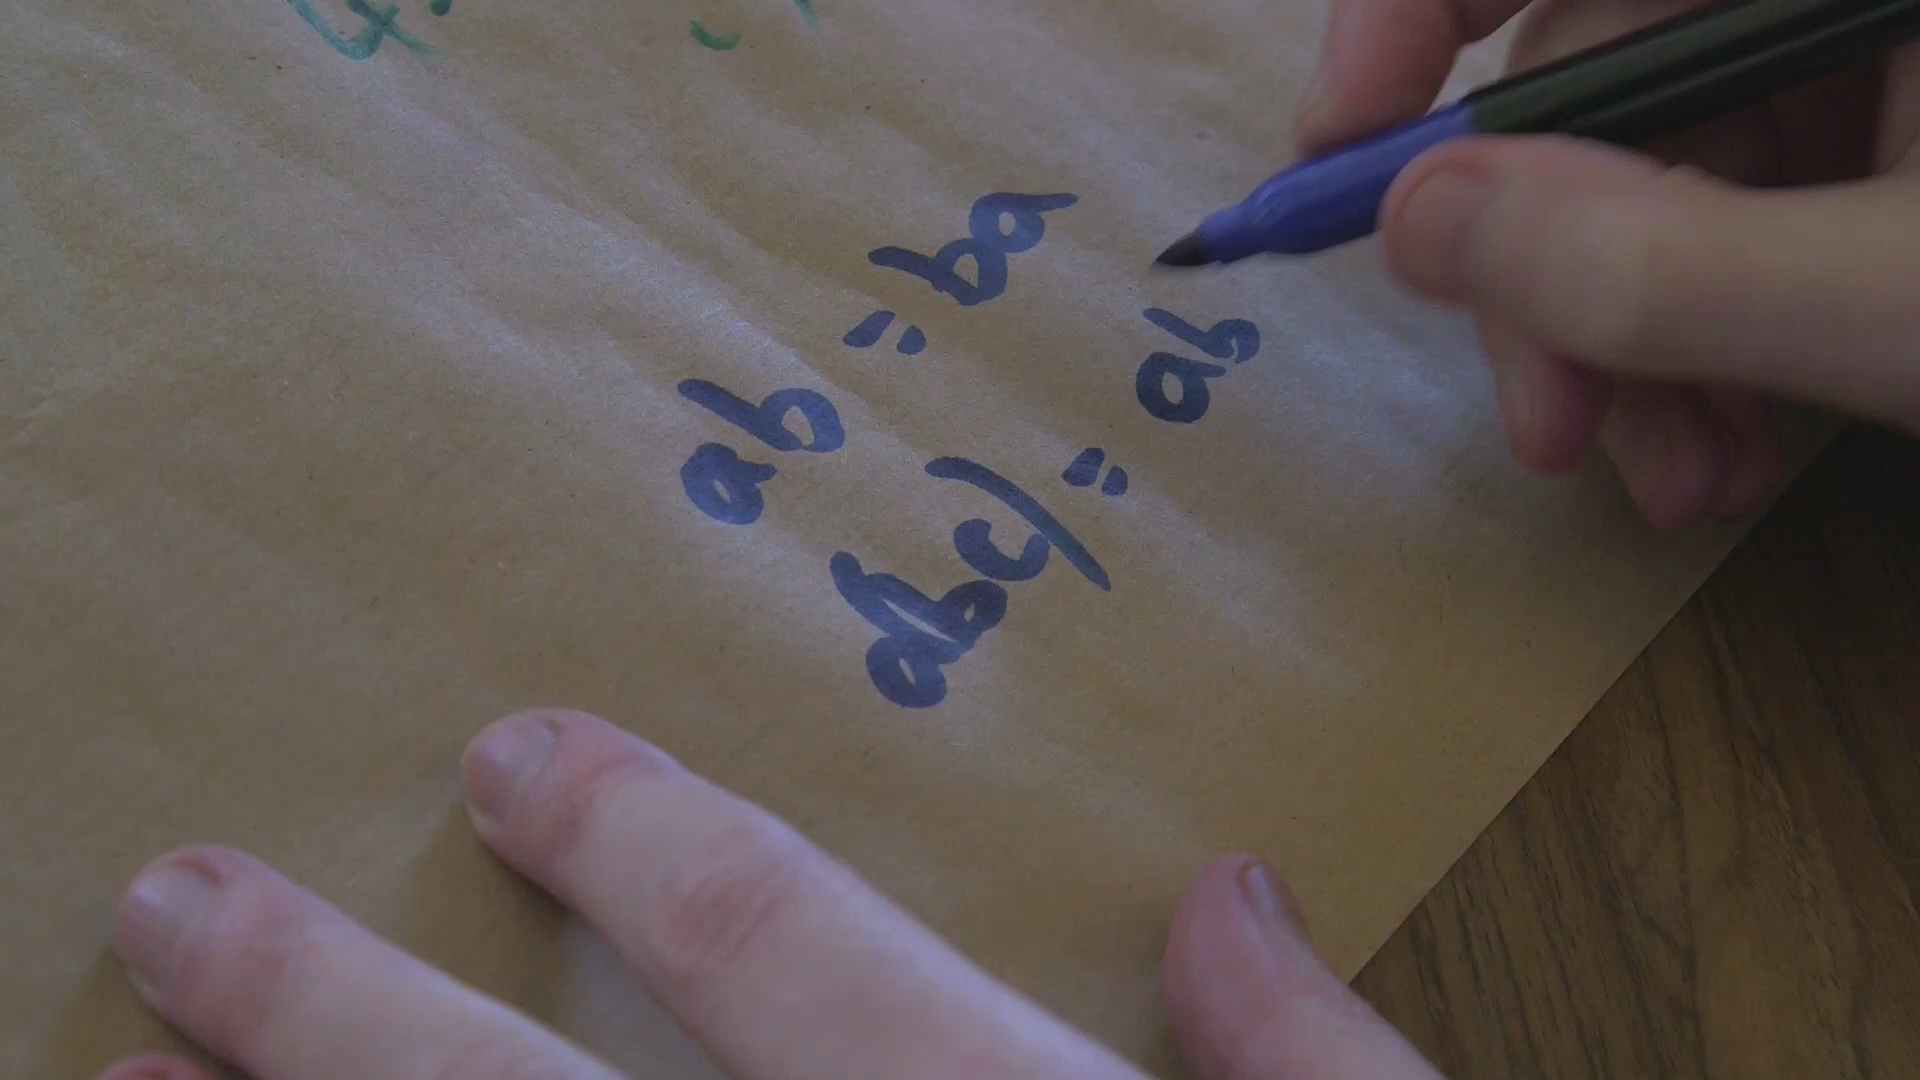 ab = ba
abc) = ab